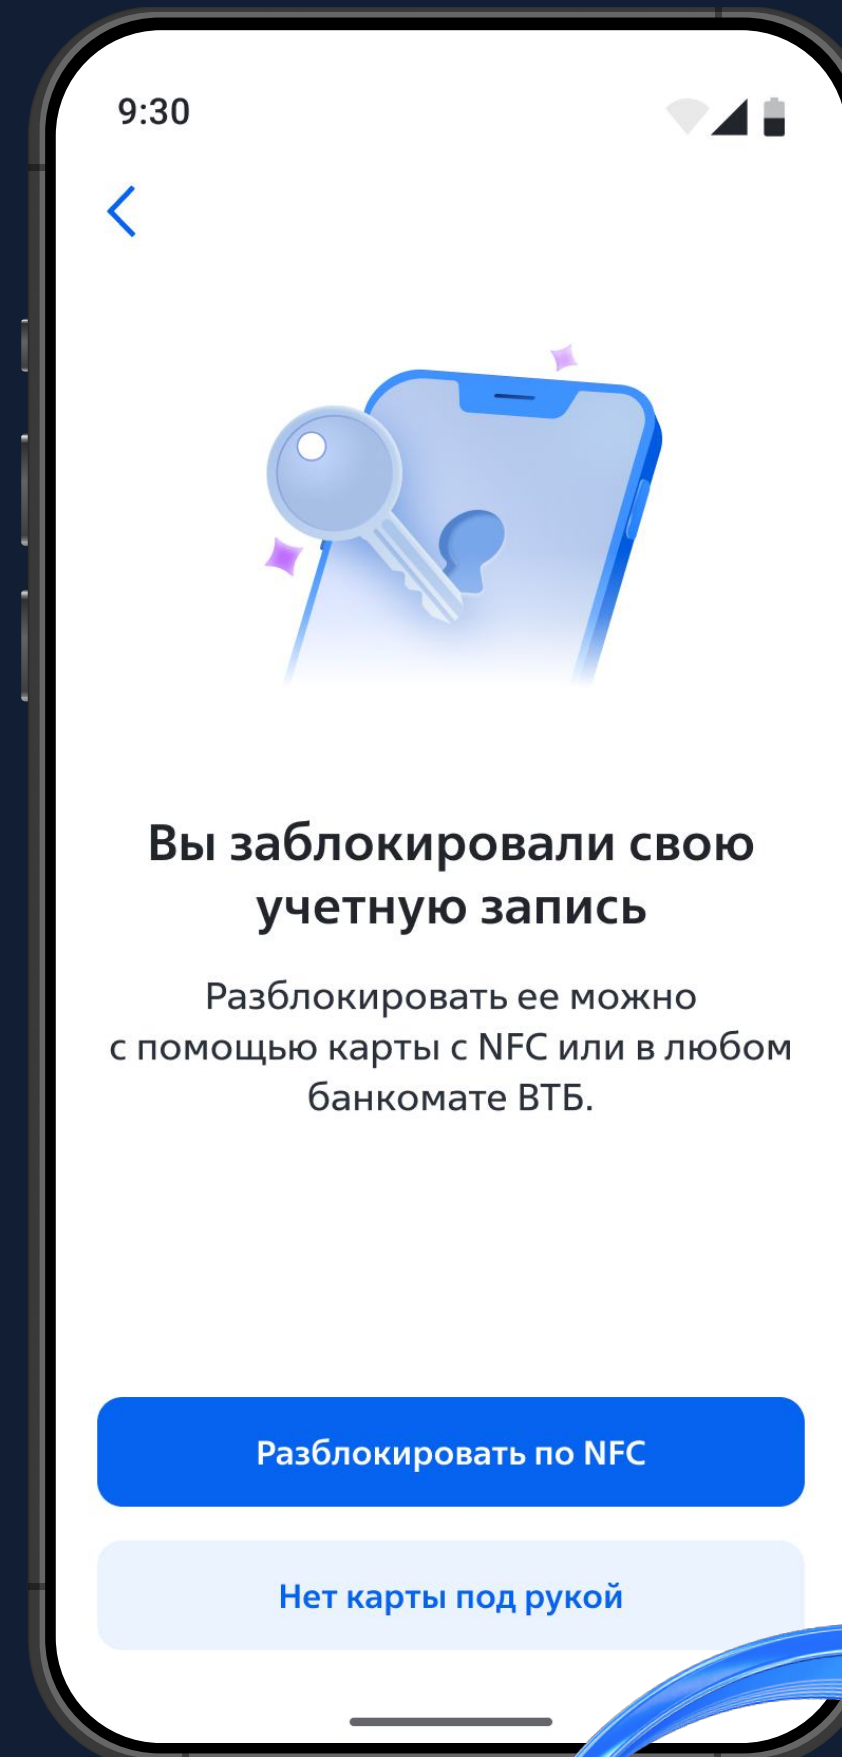 9:30
Вы заблокировали свою
учетную запись
Разблокировать ее можно
с помощью карты с NFC или в любом
банкомате ВТБ.
Разблокировать по NFC
Нет карты под рукой